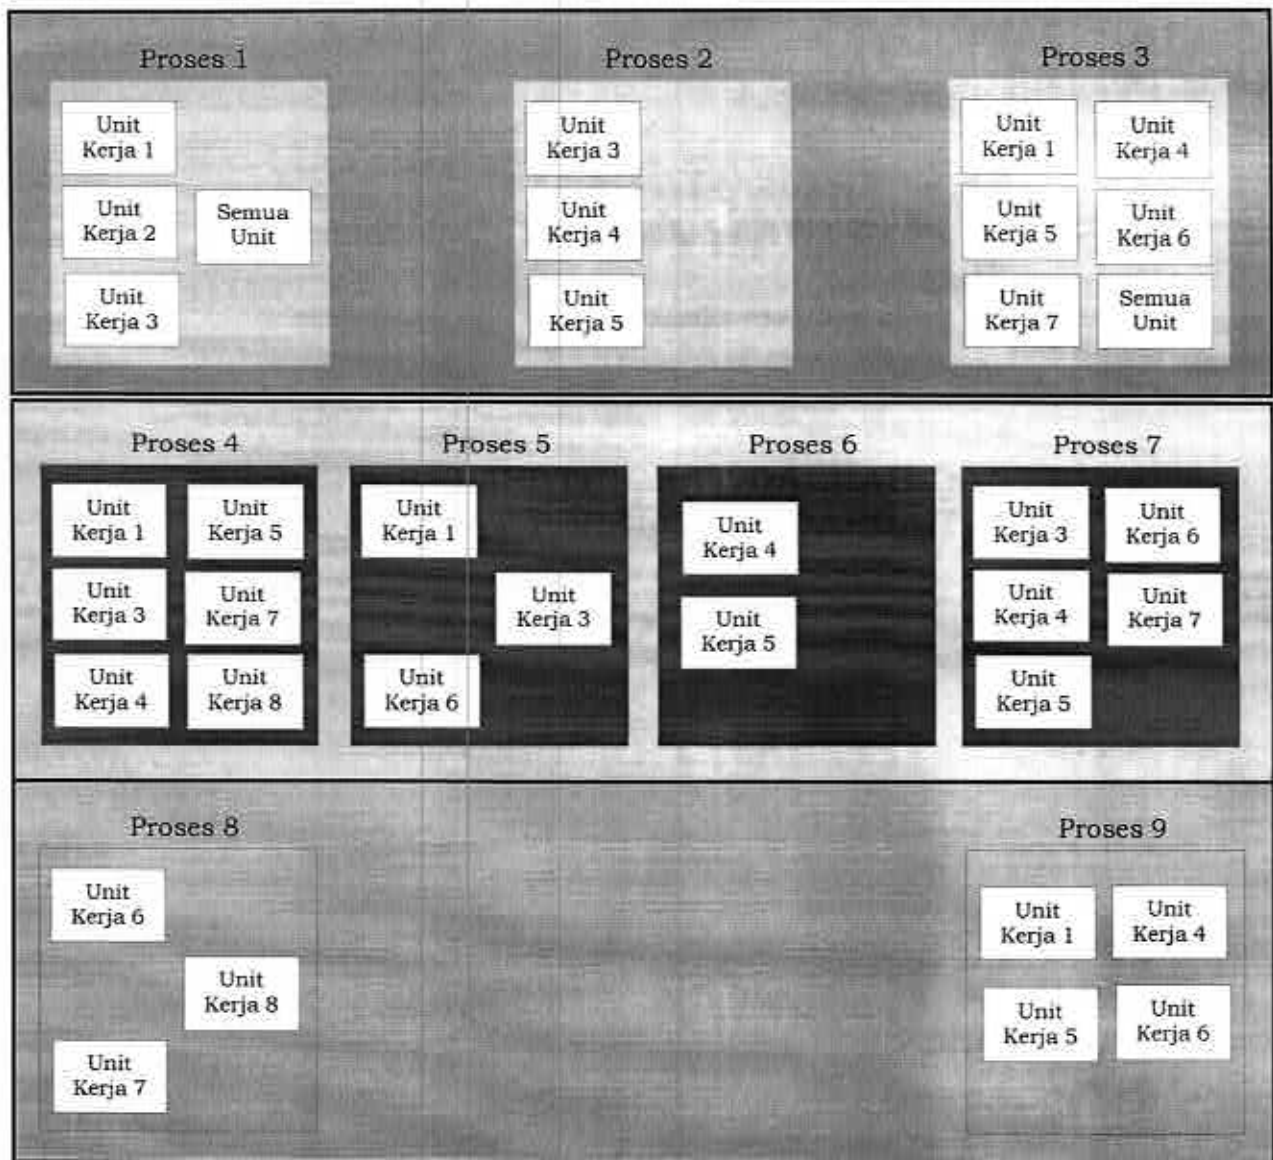 Proses 1
Unit
Kerja 1
Unit
Kerja 2
Semua
Unit
Unit
Kerja 3
Proses 2
Unit
Kerja 3
Unit
Kerja 4
Unit
Kerja 5
Proses 3
Unit
Kerja 1
Unit
Kerja 4
Unit
Kerja 5
Unit
Kerja 6
Unit
Kerja 7
Semua
Unit
Proses 4
Unit
Kerja 1
Unit
Kerja 5
Unit
Kerja 3
Unit
Kerja 7
Unit
Kerja 4
Unit
Kerja 8
Proses 5
Unit
Kerja 1
Unit
Kerja 3
Unit
Kerja 6
Proses 6
Unit
Kerja 4
Unit
Kerja 5
Proses 7
Unit
Kerja 3
Unit
Kerja 6
Unit
Kerja 4
Unit
Kerja 7
Unit
Kerja 5
Proses 8
Unit
Kerja 6
Unit
Kerja 8
Unit
Kerja 7
Proses 9
Unit
Kerja 1
Unit
Kerja 4
Unit
Kerja 5
Unit
Kerja 6